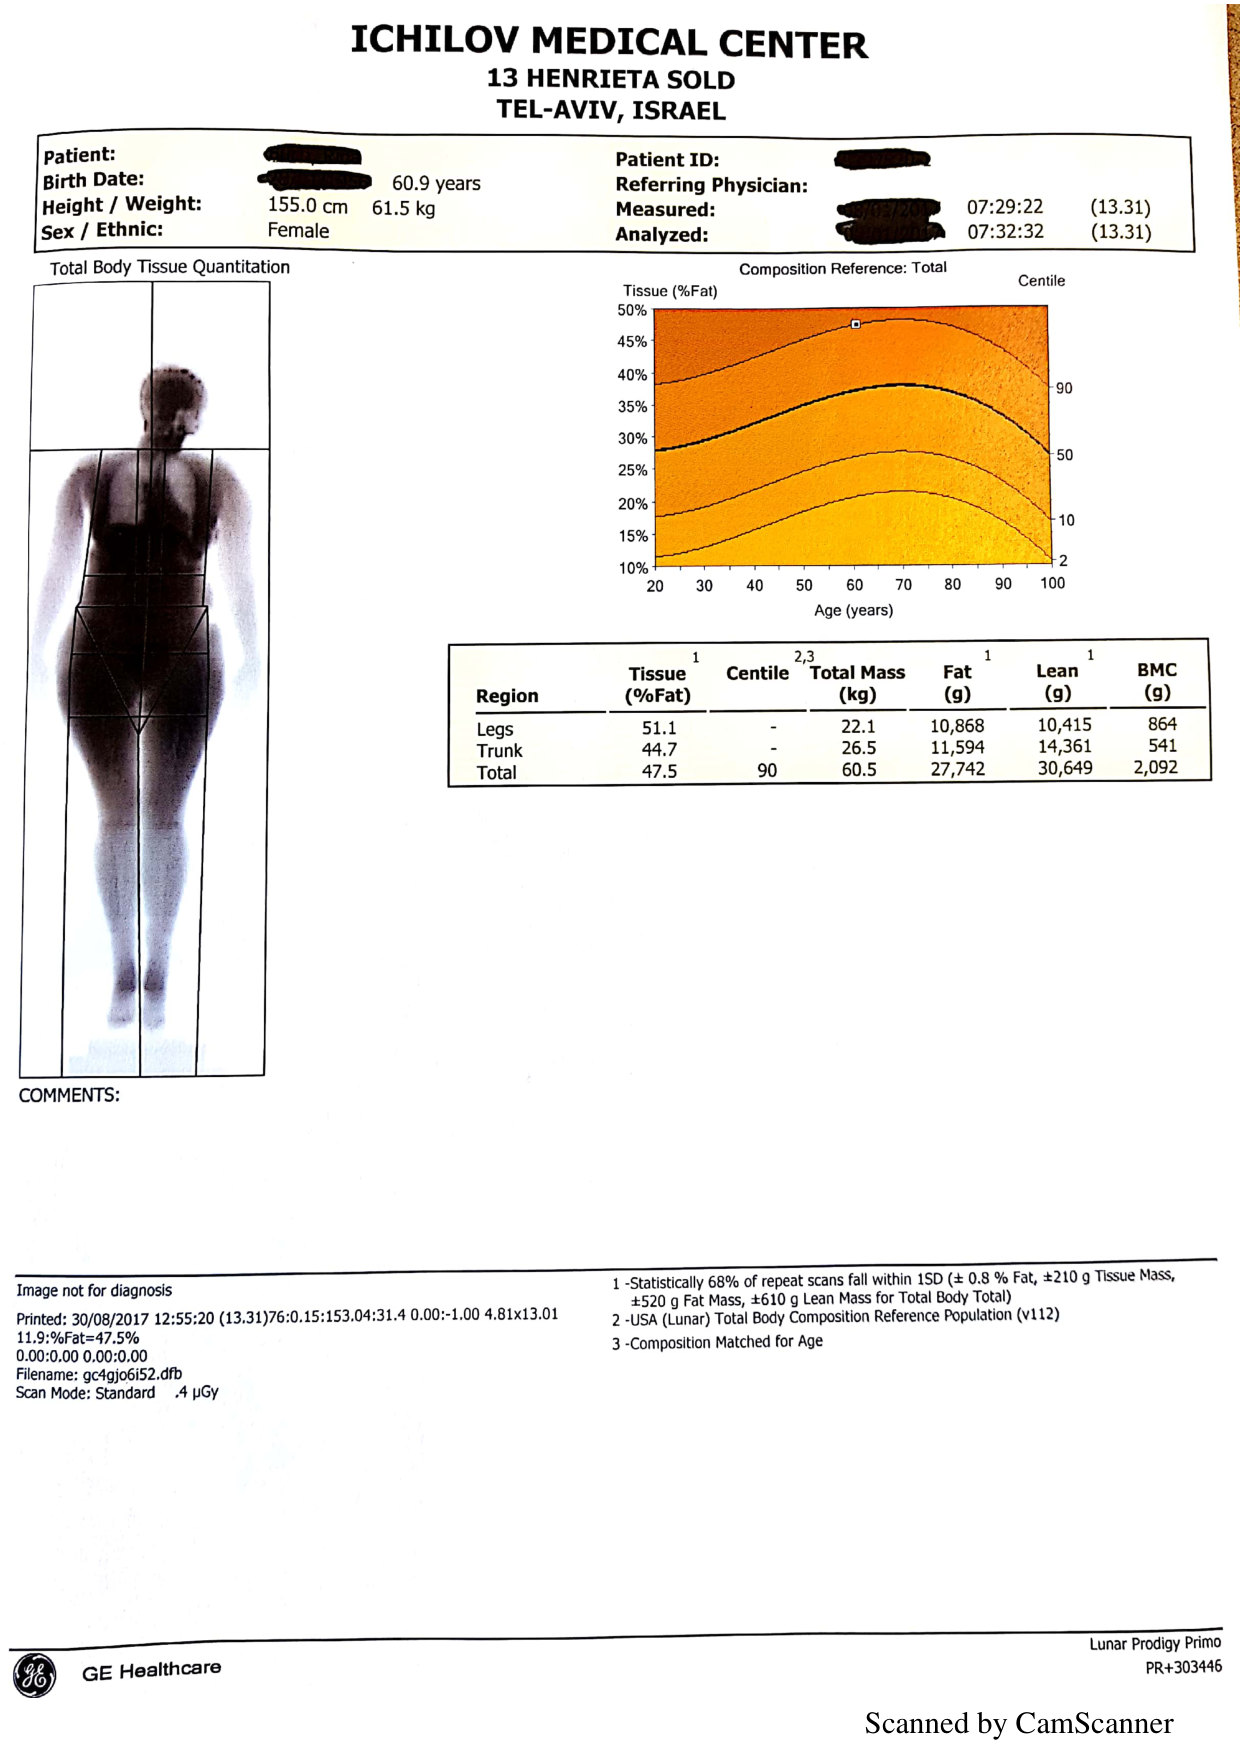 ICHILOV MEDICAL CENTER
13 HENRIETA SOLD
TEL-AVIV, ISRAEL
Patient:
Birth Date: 60.9 years
Height / Weight: 155.0 cm 61.5 kg
Sex / Ethnic: Female
Patient ID:
Referring Physician:
Measured: 07:29:22 (13.31)
Analyzed: 07:32:32 (13.31)
Total Body Tissue Quantitation
Composition Reference: Total
Tissue (%Fat) Centile
50%
45%
40%
35%
30%
25%
20%
15%
10%
90
50
10
2
20 30 40 50 60 70 80 90 100
Age (years)
1 2,3 1 1
Tissue Centile Total Mass Fat Lean BMC
Region (%Fat) (kg) (g) (g) (g)
Legs 51.1 - 22.1 10,868 10,415 864
Trunk 44.7 - 26.5 11,594 14,361 541
Total 47.5 90 60.5 27,742 30,649 2,092
COMMENTS:
Image not for diagnosis
Printed: 30/08/2017 12:55:20 (13.31)76:0.15:153.04:31.4 0.00:-1.00 4.81x13.01
11.9:%Fat=47.5%
0.00:0.00 0.00:0.00
Filename: gc4gjo6i52.dfb
Scan Mode: Standard .4 µGy
1 -Statistically 68% of repeat scans fall within 1SD (± 0.8 % Fat, ±210 g Tissue Mass,
±520 g Fat Mass, ±610 g Lean Mass for Total Body Total)
2 -USA (Lunar) Total Body Composition Reference Population (v112)
3 -Composition Matched for Age
GE
GE Healthcare
Lunar Prodigy Primo
PR+303446
Scanned by CamScanner